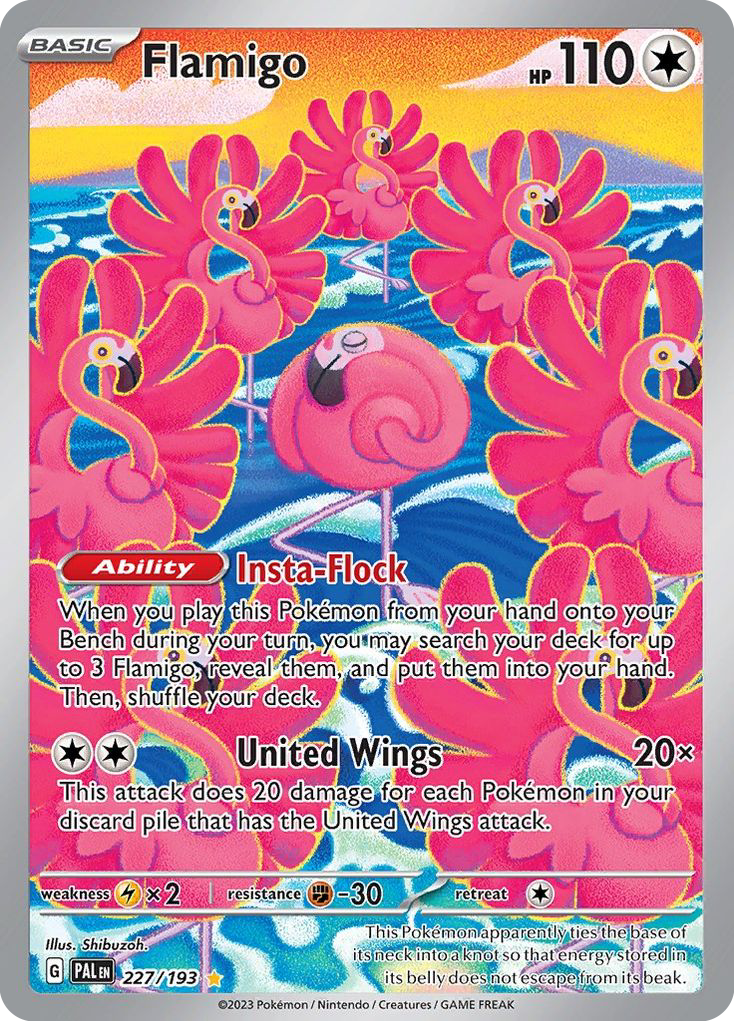 BASIC
Flamigo
HP 110
Ability Insta-Flock
When you play this Pokémon from your hand onto your
Bench during your turn, you may search your deck for up
to 3 Flamigo, reveal them, and put them into your hand.
Then, shuffle your deck.
United Wings 20×
This attack does 20 damage for each Pokémon in your
discard pile that has the United Wings attack.
weakness ×2 resistance -30 retreat
Illus. Shibuzoh.
G PAL EN 227/193
This Pokémon apparently ties the base of
its neck into a knot so that energy stored in
its belly does not escape from its beak.
©2023 Pokémon / Nintendo / Creatures / GAME FREAK